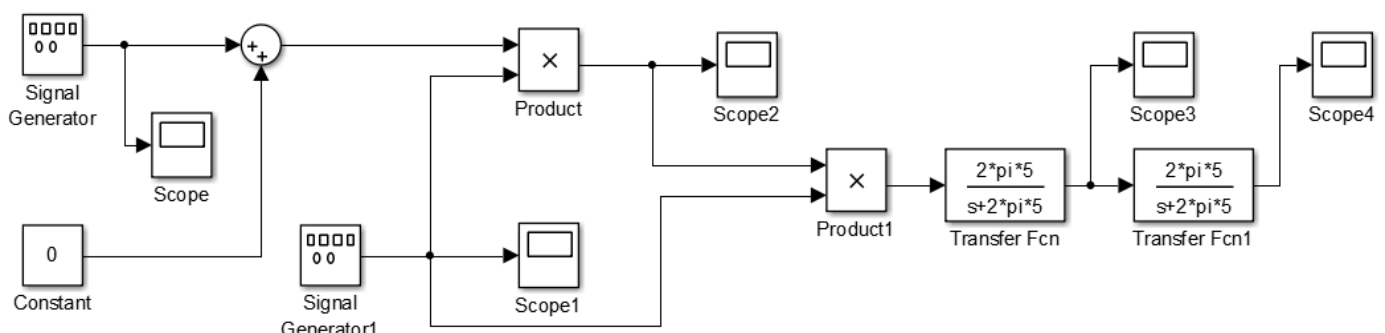 Signal
Generator
Scope
0
Constant
Signal
Generator1
Scope1
×
Product
Scope2
×
Product1
2*pi*5
s+2*pi*5
Transfer Fcn
Scope3
2*pi*5
s+2*pi*5
Transfer Fcn1
Scope4